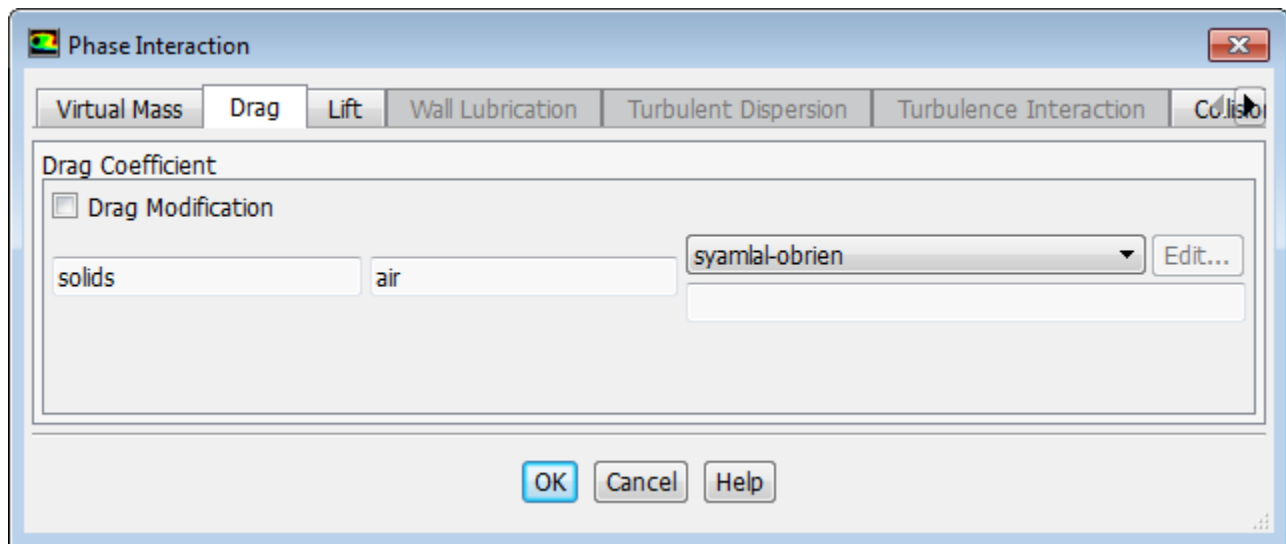 Phase Interaction
Virtual Mass Drag Lift Wall Lubrication Turbulent Dispersion Turbulence Interaction
Drag Coefficient
Drag Modification
solids air syamlal-obrien Edit...
OK Cancel Help